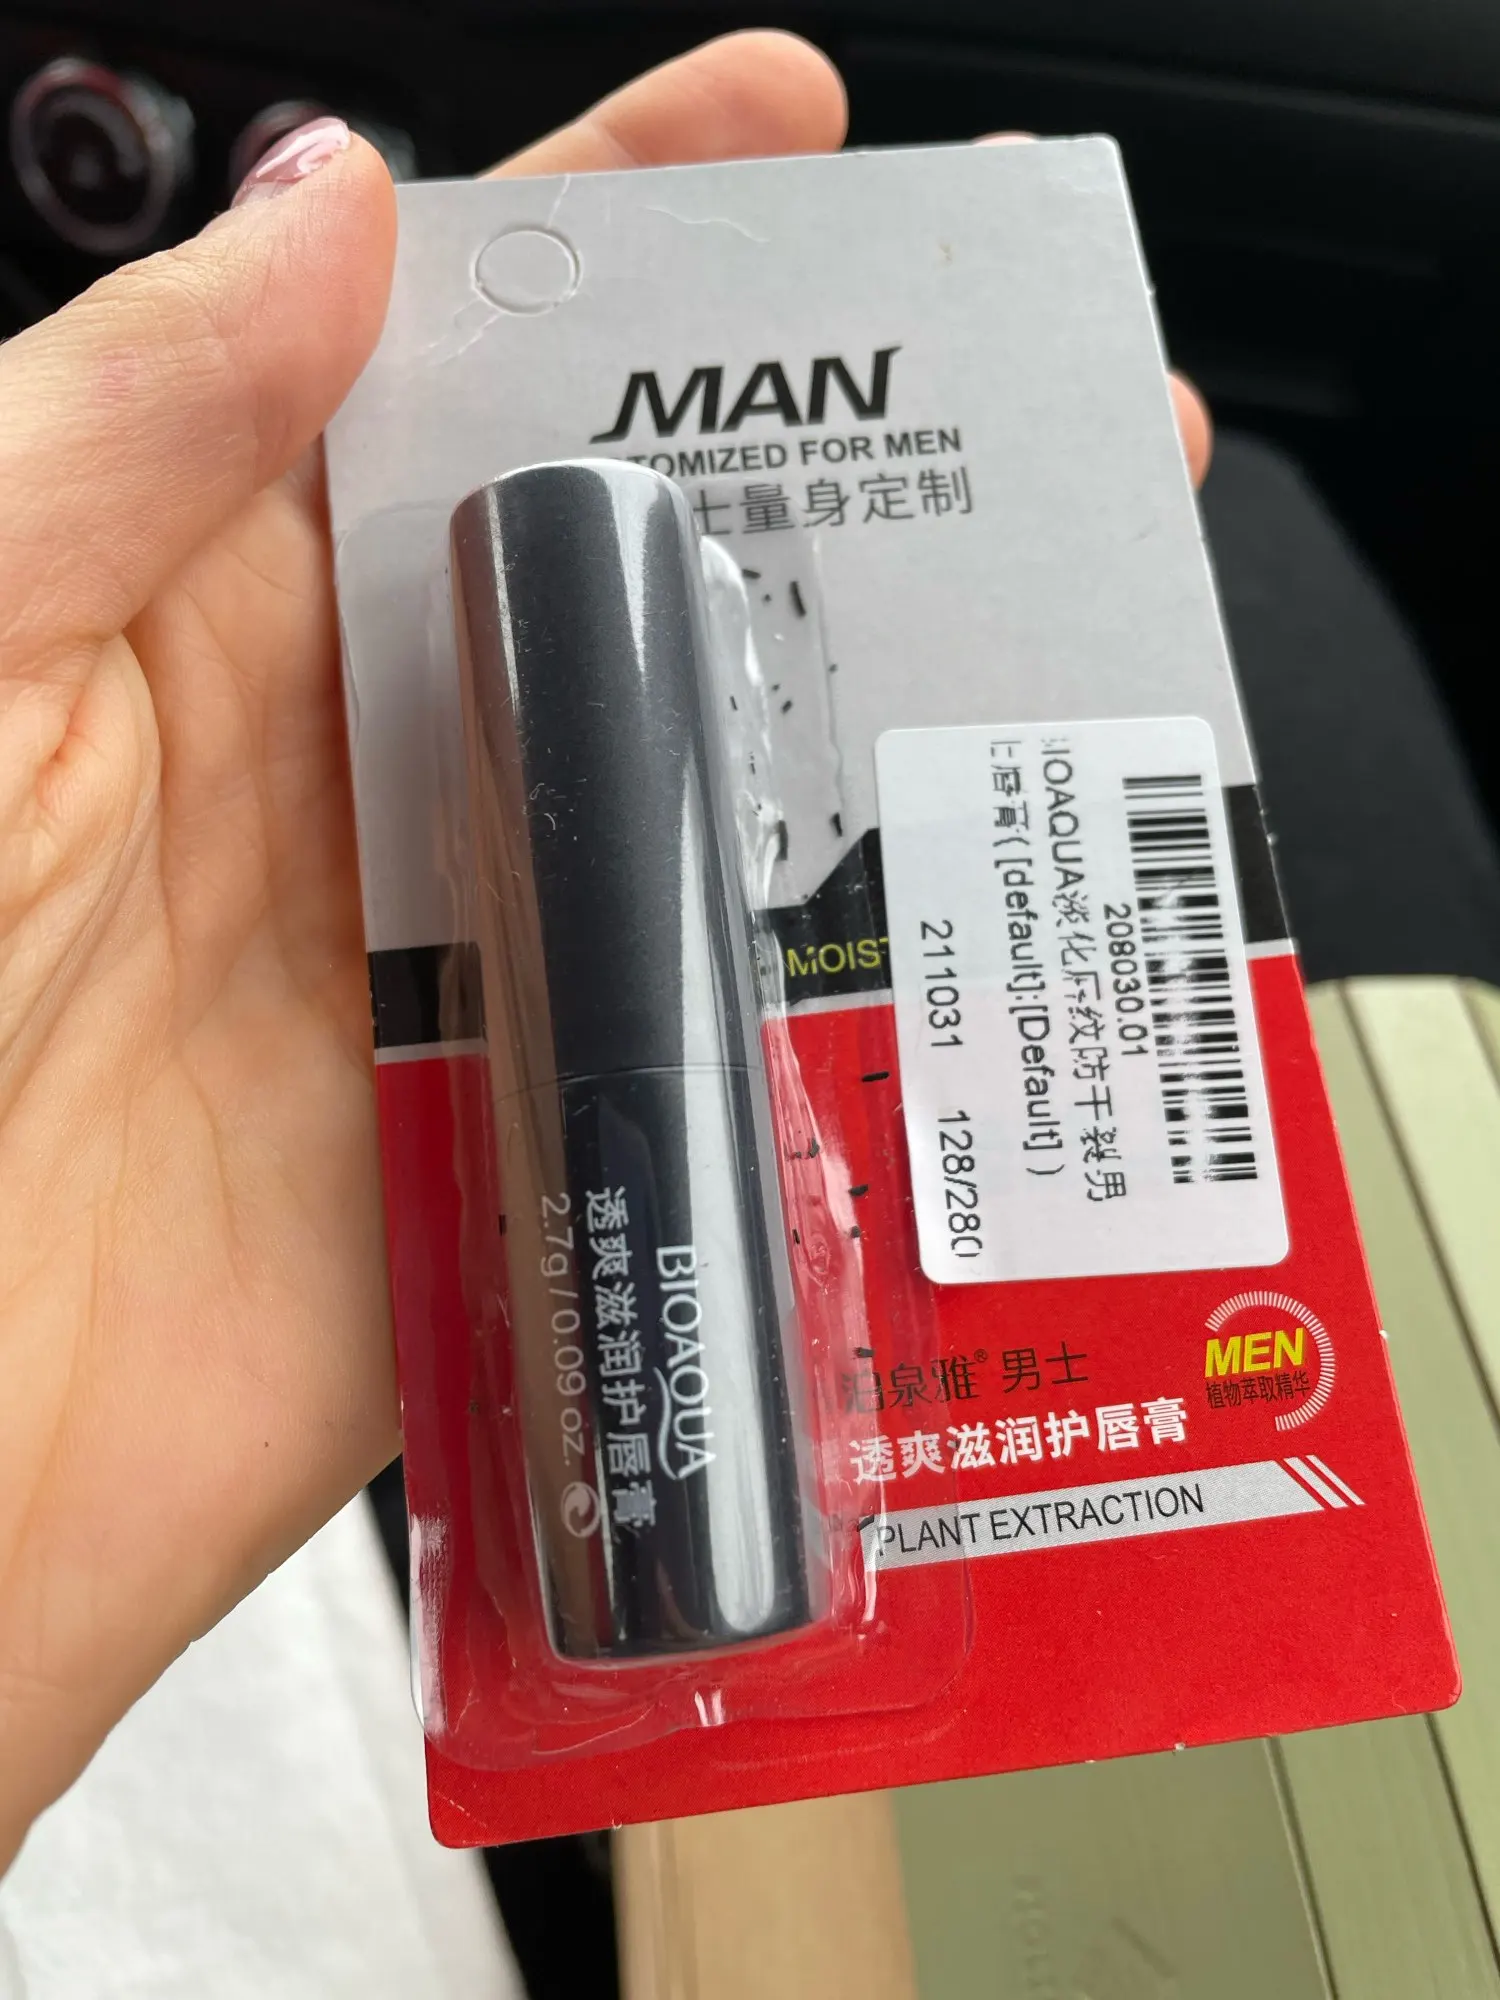 MAN
TOMIZED FOR MEN
士量身定制
MOIST
BIOAQUA淡化唇纹防干裂男
士唇膏([default]:[Default])
208030.01
211031 128/280
BIOAQUA
透爽滋润护唇膏
2.7g / 0.09 oz.
泊泉雅® 男士
透爽滋润护唇膏
MEN
植物萃取精华
PLANT EXTRACTION